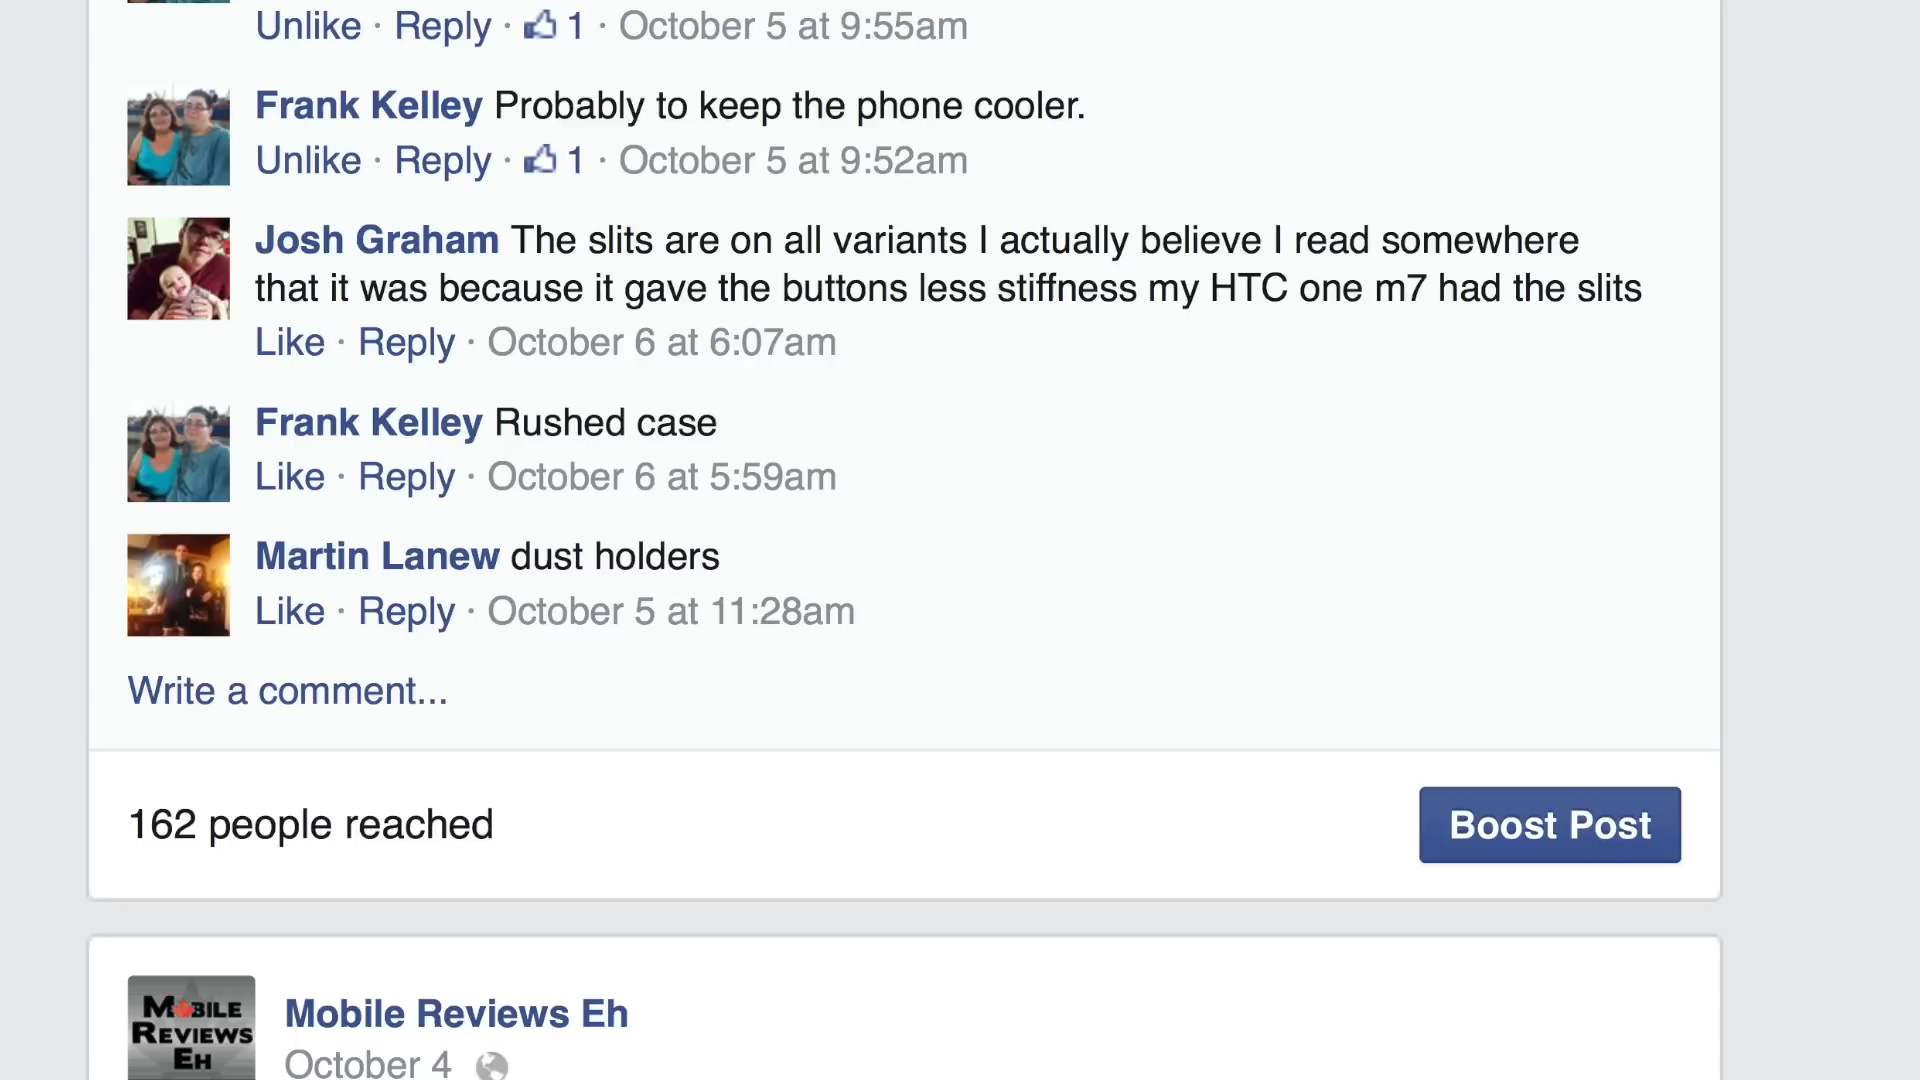 Unlike · Reply · 1 · October 5 at 9:55am
Frank Kelley Probably to keep the phone cooler.
Unlike · Reply · 1 · October 5 at 9:52am
Josh Graham The slits are on all variants I actually believe I read somewhere
that it was because it gave the buttons less stiffness my HTC one m7 had the slits
Like · Reply · October 6 at 6:07am
Frank Kelley Rushed case
Like · Reply · October 6 at 5:59am
Martin Lanew dust holders
Like · Reply · October 5 at 11:28am
Write a comment...
162 people reached
Boost Post
MOBILE
REVIEWS
EH
Mobile Reviews Eh
October 4